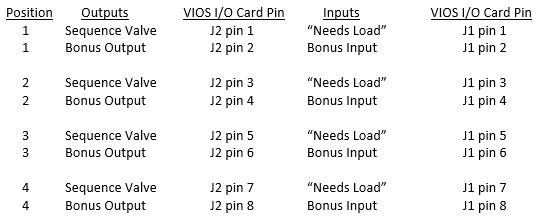 Position Outputs VIOS I/O Card Pin Inputs VIOS I/O Card Pin
1 Sequence Valve J2 pin 1 “Needs Load” J1 pin 1
1 Bonus Output J2 pin 2 Bonus Input J1 pin 2
2 Sequence Valve J2 pin 3 “Needs Load” J1 pin 3
2 Bonus Output J2 pin 4 Bonus Input J1 pin 4
3 Sequence Valve J2 pin 5 “Needs Load” J1 pin 5
3 Bonus Output J2 pin 6 Bonus Input J1 pin 6
4 Sequence Valve J2 pin 7 “Needs Load” J1 pin 7
4 Bonus Output J2 pin 8 Bonus Input J1 pin 8